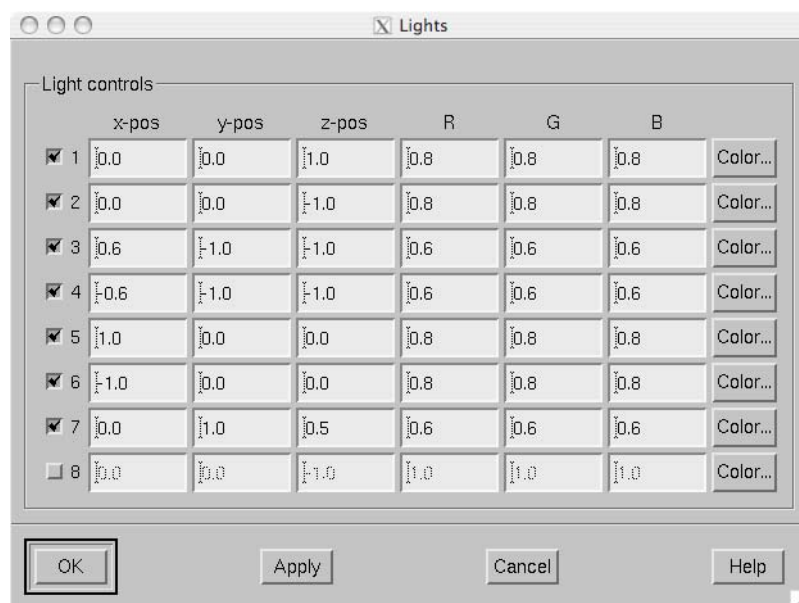 Lights
Light controls
x-pos y-pos z-pos R G B
1 0.0 0.0 1.0 0.8 0.8 0.8 Color...
2 0.0 0.0 -1.0 0.8 0.8 0.8 Color...
3 0.6 -1.0 -1.0 0.6 0.6 0.6 Color...
4 -0.6 -1.0 -1.0 0.6 0.6 0.6 Color...
5 1.0 0.0 0.0 0.8 0.8 0.8 Color...
6 -1.0 0.0 0.0 0.8 0.8 0.8 Color...
7 0.0 1.0 0.5 0.6 0.6 0.6 Color...
8 0.0 0.0 -1.0 1.0 1.0 1.0 Color...
OK Apply Cancel Help